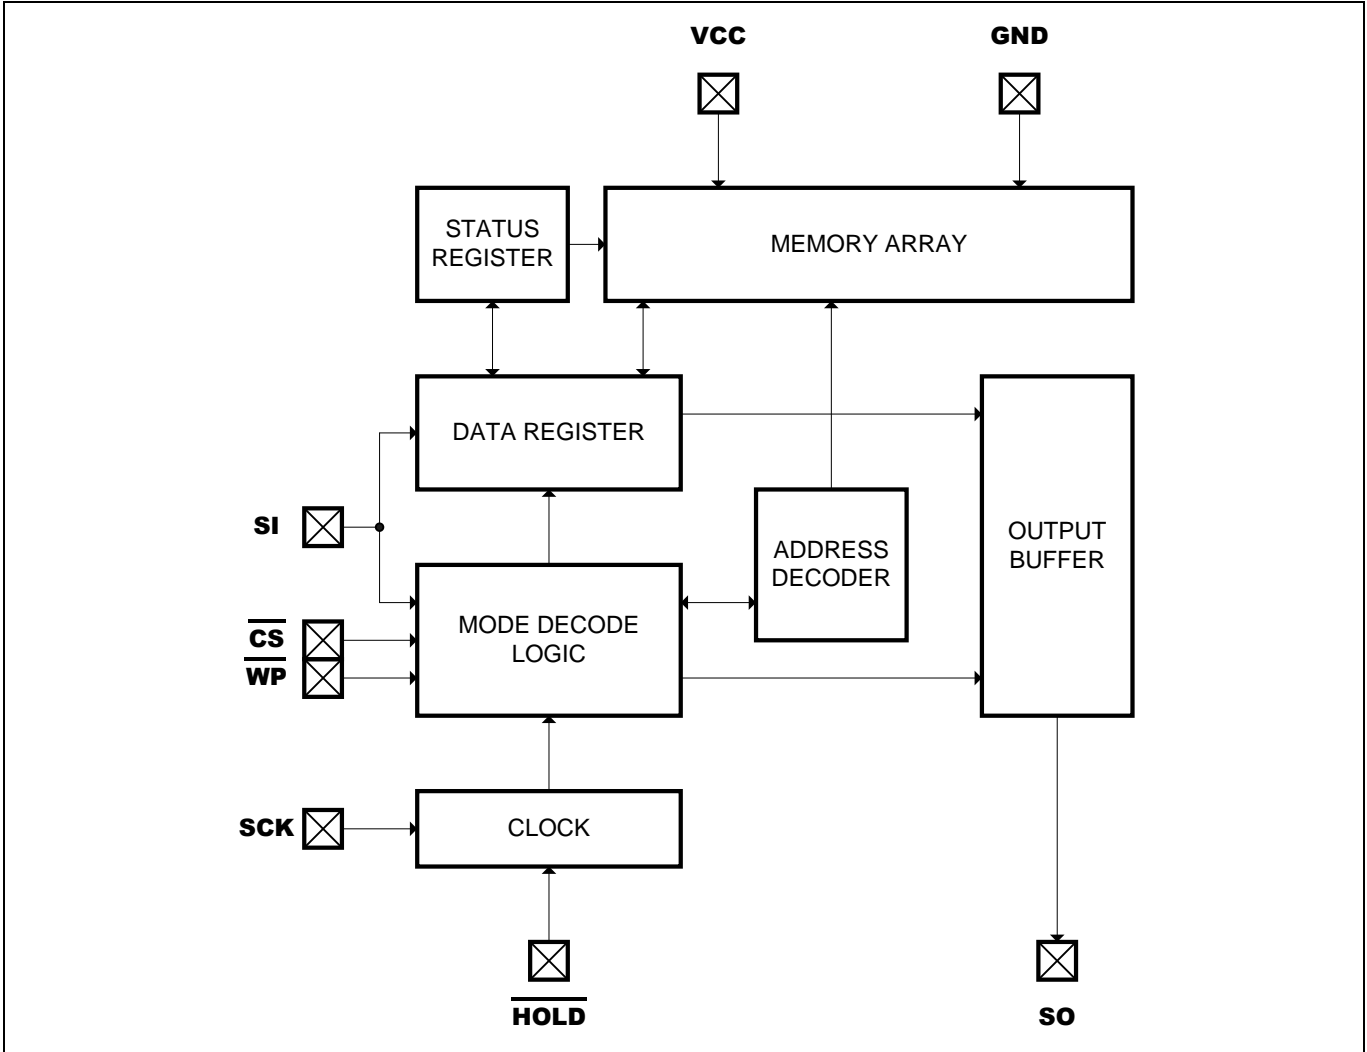 VCC
GND
STATUS
REGISTER
MEMORY ARRAY
DATA REGISTER
SI
ADDRESS
DECODER
OUTPUT
BUFFER
CS
WP
MODE DECODE
LOGIC
SCK
CLOCK
HOLD
SO